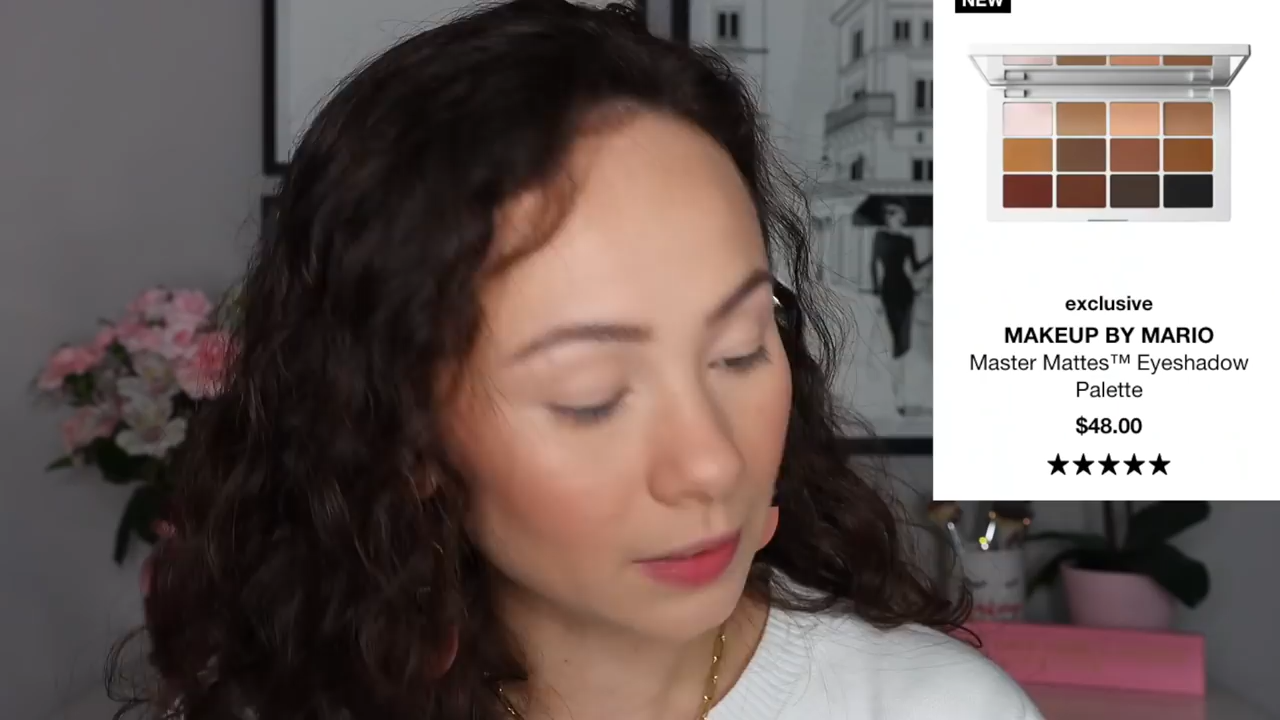 NEW
exclusive
MAKEUP BY MARIO
Master Mattes™ Eyeshadow
Palette
$48.00